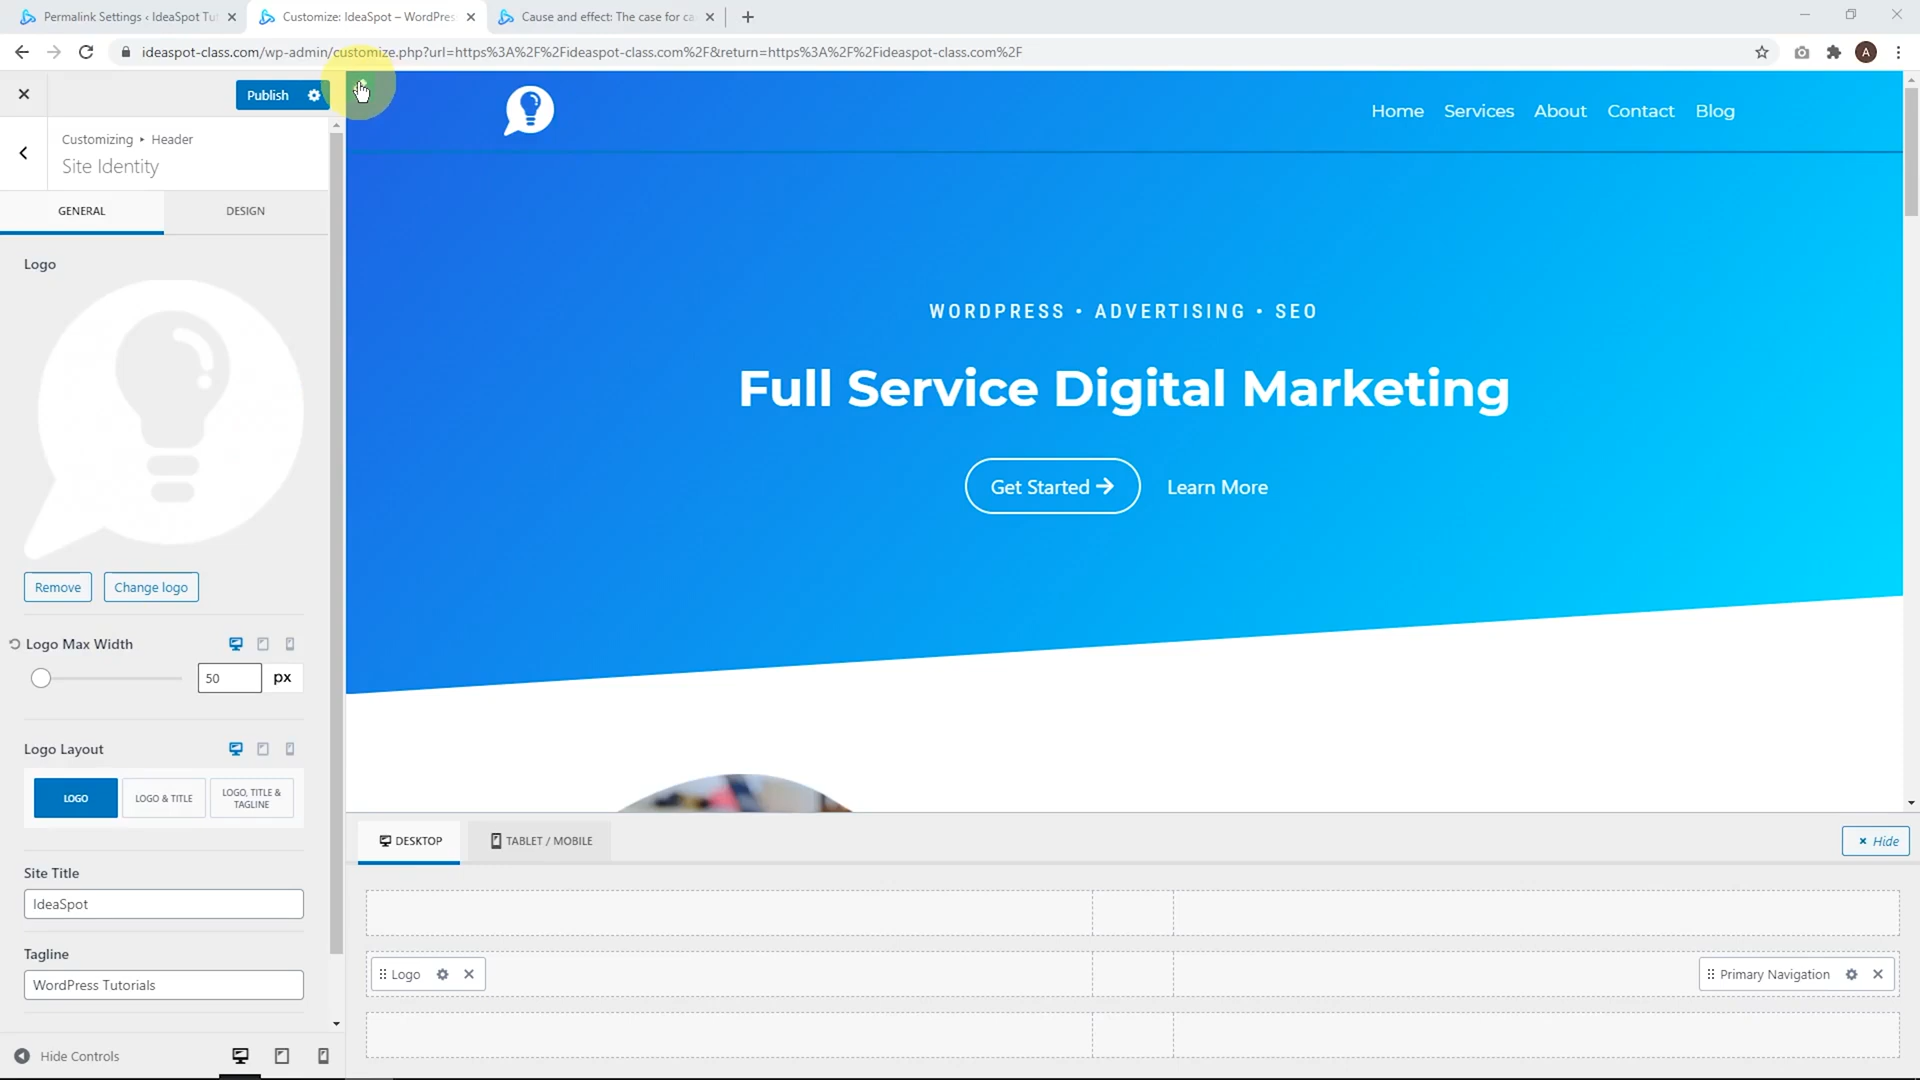 Permalink Settings ‹ IdeaSpot Tu
Customize: IdeaSpot – WordPres
Cause and effect: The case for ca
ideaspot-class.com/wp-admin/customize.php?url=https%3A%2F%2Fideaspot-class.com%2F&return=https%3A%2F%2Fideaspot-class.com%2F
A
Publish
Customizing ‣ Header
Site Identity
GENERAL
DESIGN
Logo
Remove
Change logo
Logo Max Width
50
px
Logo Layout
LOGO
LOGO & TITLE
LOGO, TITLE &
TAGLINE
Site Title
IdeaSpot
Tagline
WordPress Tutorials
Hide Controls
Home
Services
About
Contact
Blog
WORDPRESS • ADVERTISING • SEO
Full Service Digital Marketing
Get Started
Learn More
DESKTOP
TABLET / MOBILE
Hide
Logo
Primary Navigation